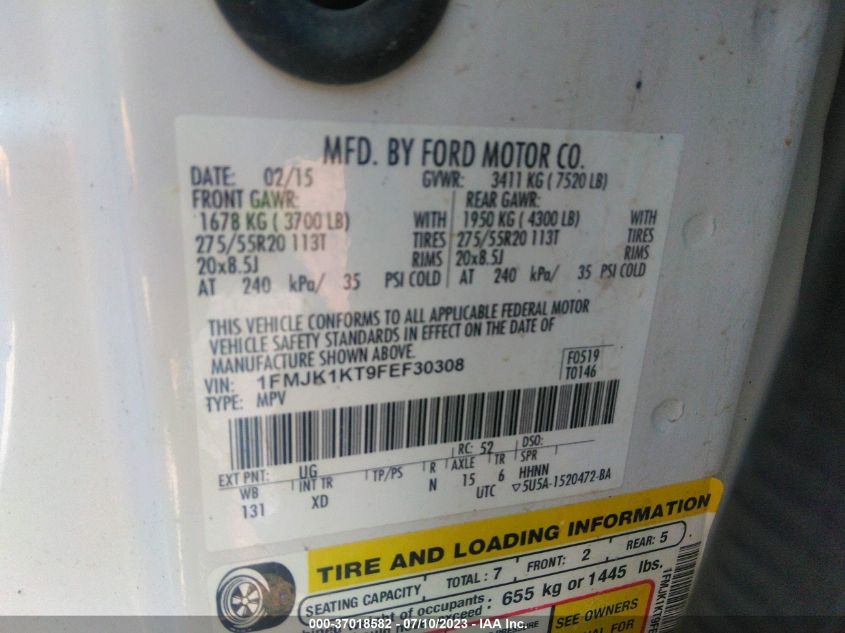 MFD. BY FORD MOTOR CO.
DATE: 02/15 GVWR: 3411 KG ( 7520 LB)
FRONT GAWR: REAR GAWR:
1678 KG ( 3700 LB) WITH 1950 KG ( 4300 LB) WITH
275/55R20 113T TIRES 275/55R20 113T TIRES
20x8.5J RIMS 20x8.5J RIMS
AT 240 kPa/ 35 PSI COLD AT 240 kPa/ 35 PSI COLD
THIS VEHICLE CONFORMS TO ALL APPLICABLE FEDERAL MOTOR
VEHICLE SAFETY STANDARDS IN EFFECT ON THE DATE OF
MANUFACTURE SHOWN ABOVE.
VIN: 1FMJK1KT9FEF30308 F0519
TYPE: MPV T0146
RC: 52 DSO:
EXT PNT: UG
WB INT TR TP/PS R AXLE TR SPR
131 XD N 15 6 HHNN
UTC ▽5U5A-1520472-BA
TIRE AND LOADING INFORMATION
SEATING CAPACITY TOTAL : 7 FRONT: 2 REAR: 5
of occupants 655 kg or 1445 lbs.
exceed :
SEE OWNERS
FOR
000-37018582 - 07/10/2023 - IAA Inc.